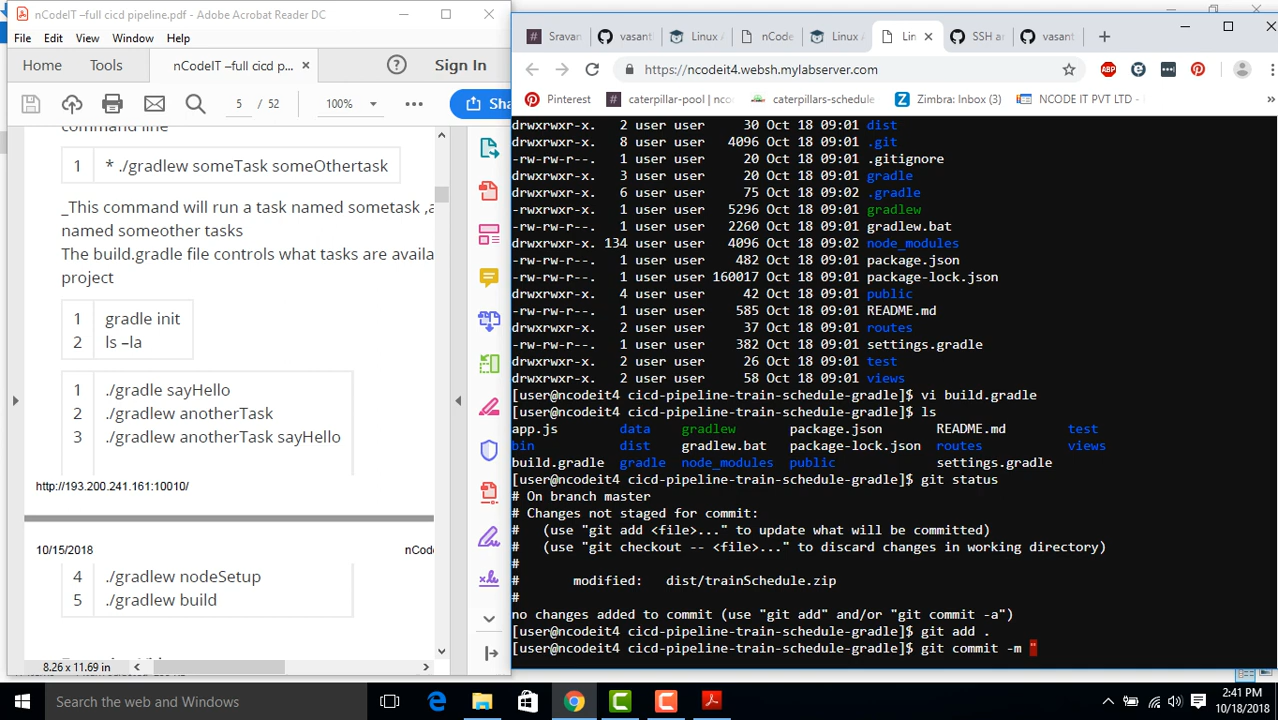 nCodeIT –full cicd pipeline.pdf - Adobe Acrobat Reader DC
File Edit View Window Help
Home Tools nCodeIT –full cicd p... × Sign In
5 / 52 100% Sha
command line
1 * ./gradlew someTask someOthertask
_This command will run a task named sometask ,a
named someother tasks
The build.gradle file controls what tasks are availa
project
1 gradle init
2 ls –la
1 ./gradle sayHello
2 ./gradlew anotherTask
3 ./gradlew anotherTask sayHello
http://193.200.241.161:10010/
10/15/2018 nCod
4 ./gradlew nodeSetup
5 ./gradlew build
8.26 x 11.69 in
Sravan vasant Linux A nCode Linux A Lin SSH an vasant
https://ncodeit4.websh.mylabserver.com
ABP
Pinterest caterpillar-pool | nco caterpillars-schedule Zimbra: Inbox (3) NCODE IT PVT LTD - »
drwxrwxr-x. 2 user user 30 Oct 18 09:01 dist
drwxrwxr-x. 8 user user 4096 Oct 18 09:01 .git
-rw-rw-r--. 1 user user 20 Oct 18 09:01 .gitignore
drwxrwxr-x. 3 user user 20 Oct 18 09:01 gradle
drwxrwxr-x. 6 user user 75 Oct 18 09:02 .gradle
-rw-rw-r--. 1 user user 5296 Oct 18 09:01 gradlew
-rw-rw-r--. 1 user user 2260 Oct 18 09:01 gradlew.bat
drwxrwxr-x. 134 user user 4096 Oct 18 09:02 node_modules
-rw-rw-r--. 1 user user 482 Oct 18 09:01 package.json
-rw-rw-r--. 1 user user 160017 Oct 18 09:01 package-lock.json
drwxrwxr-x. 4 user user 42 Oct 18 09:01 public
-rw-rw-r--. 1 user user 585 Oct 18 09:01 README.md
drwxrwxr-x. 2 user user 37 Oct 18 09:01 routes
-rw-rw-r--. 1 user user 382 Oct 18 09:01 settings.gradle
drwxrwxr-x. 2 user user 26 Oct 18 09:01 test
drwxrwxr-x. 2 user user 58 Oct 18 09:01 views
[user@ncodeit4 cicd-pipeline-train-schedule-gradle]$ vi build.gradle
[user@ncodeit4 cicd-pipeline-train-schedule-gradle]$ ls
app.js data gradlew package.json README.md test
bin dist gradlew.bat package-lock.json routes views
build.gradle gradle node_modules public settings.gradle
[user@ncodeit4 cicd-pipeline-train-schedule-gradle]$ git status
# On branch master
# Changes not staged for commit:
# (use "git add <file>..." to update what will be committed)
# (use "git checkout -- <file>..." to discard changes in working directory)
#
# modified: dist/trainSchedule.zip
#
no changes added to commit (use "git add" and/or "git commit -a")
[user@ncodeit4 cicd-pipeline-train-schedule-gradle]$ git add .
[user@ncodeit4 cicd-pipeline-train-schedule-gradle]$ git commit -m "
Search the web and Windows
2:41 PM
10/18/2018